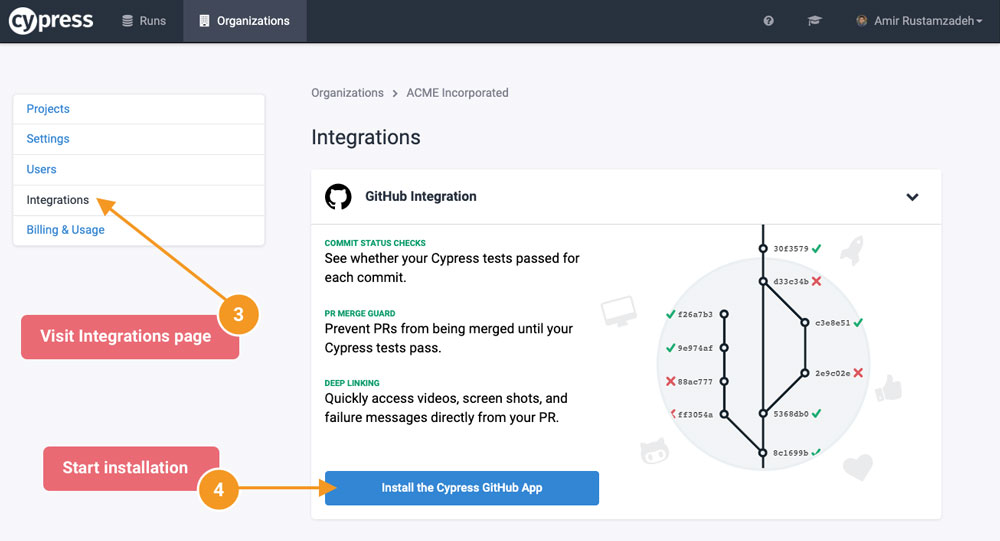 cypress
Runs
Organizations
Amir Rustamzadeh
Projects
Settings
Users
Integrations
Billing & Usage
3
Visit Integrations page
Start installation
4
Organizations > ACME Incorporated
Integrations
GitHub Integration
COMMIT STATUS CHECKS
See whether your Cypress tests passed for
each commit.
PR MERGE GUARD
Prevent PRs from being merged until your
Cypress tests pass.
DEEP LINKING
Quickly access videos, screen shots, and
failure messages directly from your PR.
Install the Cypress GitHub App
30f3579
d33c34b
f26a7b3
c3e8e51
9e974af
2e9c02e
88ac777
ff3054a
5368db0
8c1699b